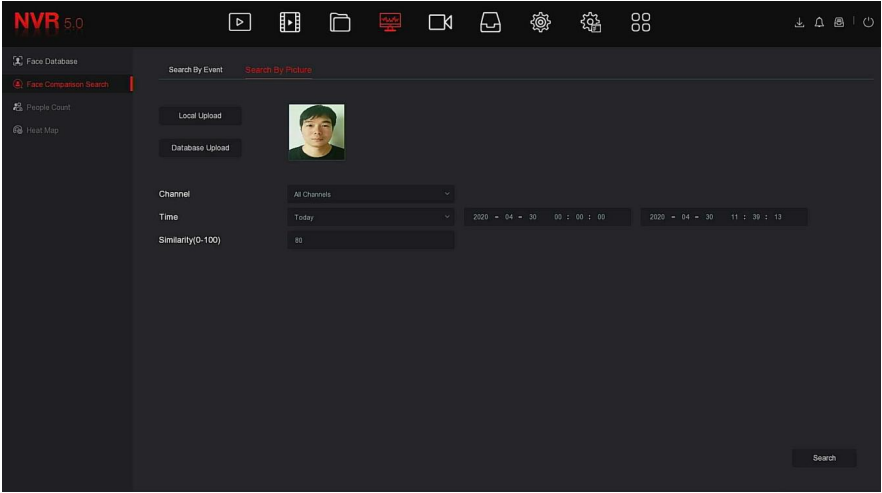 NVR 5.0
Face Database
Face Comparison Search
People Count
Heat Map
Search By Event Search By Picture
Local Upload
Database Upload
Channel All Channels
Time Today 2020 - 04 - 30 00 : 00 : 00 2020 - 04 - 30 11 : 39 : 13
Similarity(0-100) 80
Search